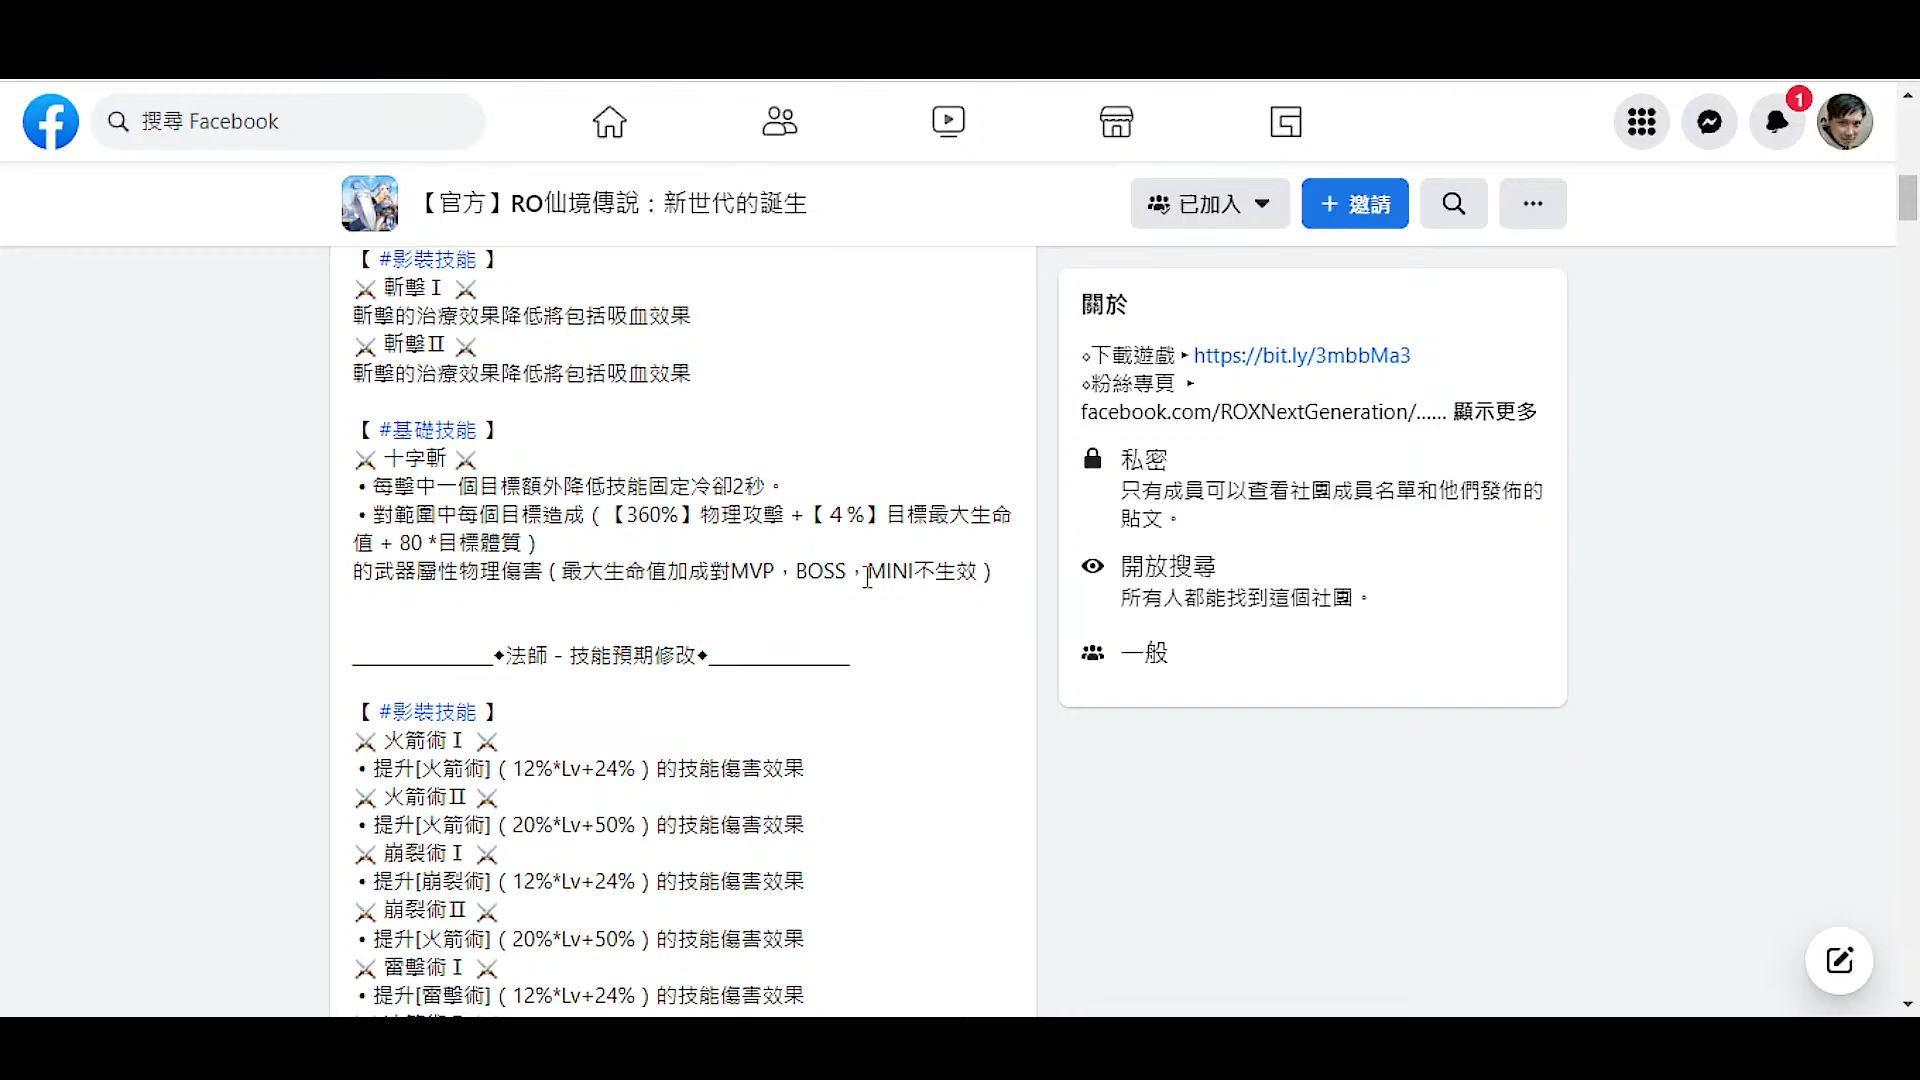 搜尋 Facebook
1
【官方】RO仙境傳說：新世代的誕生
已加入
+ 邀請
【 #影裝技能 】
⚔ 斬擊Ⅰ ⚔
斬擊的治療效果降低將包括吸血效果
⚔ 斬擊Ⅱ ⚔
斬擊的治療效果降低將包括吸血效果
【 #基礎技能 】
⚔ 十字斬 ⚔
•每擊中一個目標額外降低技能固定冷卻2秒。
•對範圍中每個目標造成（【360%】物理攻擊 +【４%】目標最大生命
值 + 80 *目標體質）
的武器屬性物理傷害（最大生命值加成對MVP，BOSS，MINI不生效）
______________◆法師 - 技能預期修改◆______________
【 #影裝技能 】
⚔ 火箭術Ⅰ ⚔
•提升[火箭術]（12%*Lv+24%）的技能傷害效果
⚔ 火箭術Ⅱ ⚔
•提升[火箭術]（20%*Lv+50%）的技能傷害效果
⚔ 崩裂術Ⅰ ⚔
•提升[崩裂術]（12%*Lv+24%）的技能傷害效果
⚔ 崩裂術Ⅱ ⚔
•提升[火箭術]（20%*Lv+50%）的技能傷害效果
⚔ 雷擊術Ⅰ ⚔
•提升[雷擊術]（12%*Lv+24%）的技能傷害效果
關於
⬦下載遊戲‣https://bit.ly/3mbbMa3
⬦粉絲專頁 ‣
facebook.com/ROXNextGeneration/...... 顯示更多
私密
只有成員可以查看社團成員名單和他們發佈的
貼文。
開放搜尋
所有人都能找到這個社團。
一般